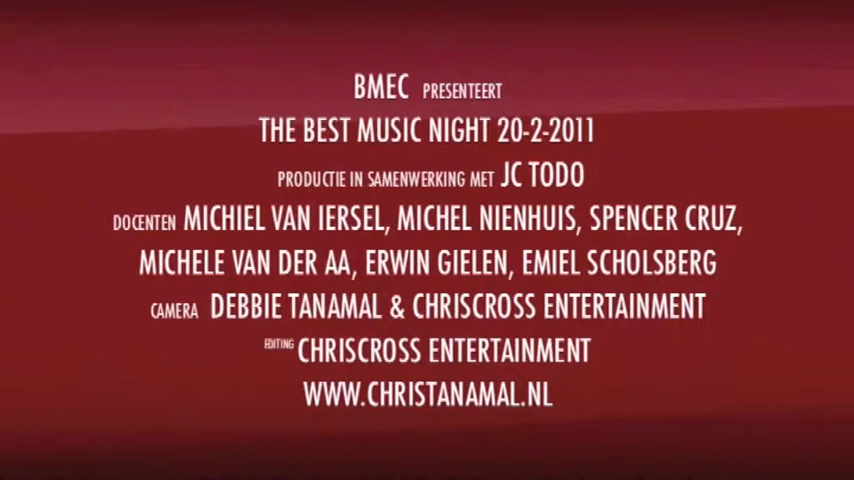 BMEC PRESENTEERT
THE BEST MUSIC NIGHT 20-2-2011
PRODUCTIE IN SAMENWERKING MET JC TODO
DOCENTEN MICHIEL VAN IERSEL, MICHEL NIENHUIS, SPENCER CRUZ,
MICHELE VAN DER AA, ERWIN GIELEN, EMIEL SCHOLSBERG
CAMERA DEBBIE TANAMAL & CHRISCROSS ENTERTAINMENT
EDITING CHRISCROSS ENTERTAINMENT
WWW.CHRISTANAMAL.NL